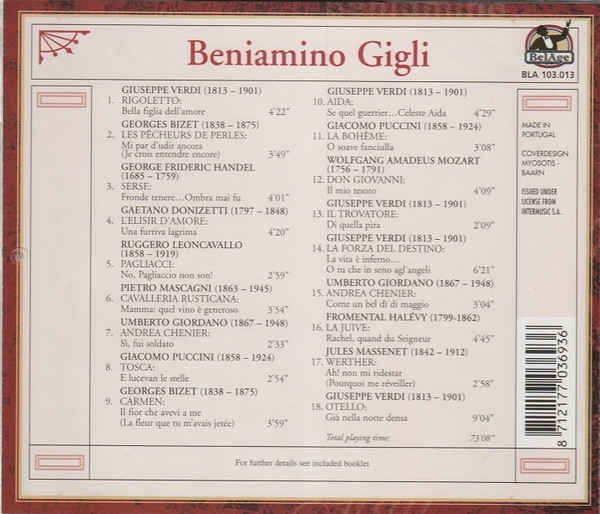 Beniamino Gigli
BelAge
BLA 103.013
GIUSEPPE VERDI (1813 – 1901)
1. RIGOLETTO:
Bella figlia dell'amore 4'22"
GEORGES BIZET (1838 – 1875)
2. LES PÊCHEURS DE PERLES:
Mi par d'udir ancora
(Je crois entendre encore) 3'49"
GEORGE FRIDERIC HANDEL
(1685 – 1759)
3. SERSE:
Fronde tenere...Ombra mai fu 4'01"
GAETANO DONIZETTI (1797 – 1848)
4. L'ELISIR D'AMORE:
Una furtiva lagrima 4'20"
RUGGERO LEONCAVALLO
(1858 – 1919)
5. PAGLIACCI:
No, Pagliaccio non son! 2'59"
PIETRO MASCAGNI (1863 – 1945)
6. CAVALLERIA RUSTICANA:
Mamma: quel vino è generoso 3'54"
UMBERTO GIORDANO (1867 – 1948)
7. ANDREA CHENIER:
Sì, fui soldato 2'33"
GIACOMO PUCCINI (1858 – 1924)
8. TOSCA:
E lucevan le stelle 2'54"
GEORGES BIZET (1838 – 1875)
9. CARMEN:
Il fior che avevi a me
(La fleur que tu m'avais jetée) 3'59"
GIUSEPPE VERDI (1813 – 1901)
10. AIDA:
Se quel guerrier...Celeste Aida 4'29"
GIACOMO PUCCINI (1858 – 1924)
11. LA BOHÈME:
O soave fanciulla 3'08"
WOLFGANG AMADEUS MOZART
(1756 – 1791)
12. DON GIOVANNI:
Il mio tesoro 4'09"
GIUSEPPE VERDI (1813 – 1901)
13. IL TROVATORE:
Di quella pira 2'09"
GIUSEPPE VERDI (1813 – 1901)
14. LA FORZA DEL DESTINO:
La vita è inferno...
O tu che in seno agl'angeli 6'21"
UMBERTO GIORDANO (1867 – 1948)
15. ANDREA CHENIER:
Come un bel dì di maggio 3'04"
FROMENTAL HALÉVY (1799-1862)
16. LA JUIVE:
Rachel, quand du Seigneur 4'45"
JULES MASSENET (1842 – 1912)
17. WERTHER:
Ah! non mi ridestar
(Pourquoi me réveiller) 2'58"
GIUSEPPE VERDI (1813 – 1901)
18. OTELLO:
Già nella notte densa 9'04"
Total playing time: 73'08"
MADE IN
PORTUGAL
COVERDESIGN
MYOSOTIS -
BAARN
ISSUED UNDER
LICENSE FROM
INTERMUSIC S.A.
8 712177 036936
For further details see included booklet